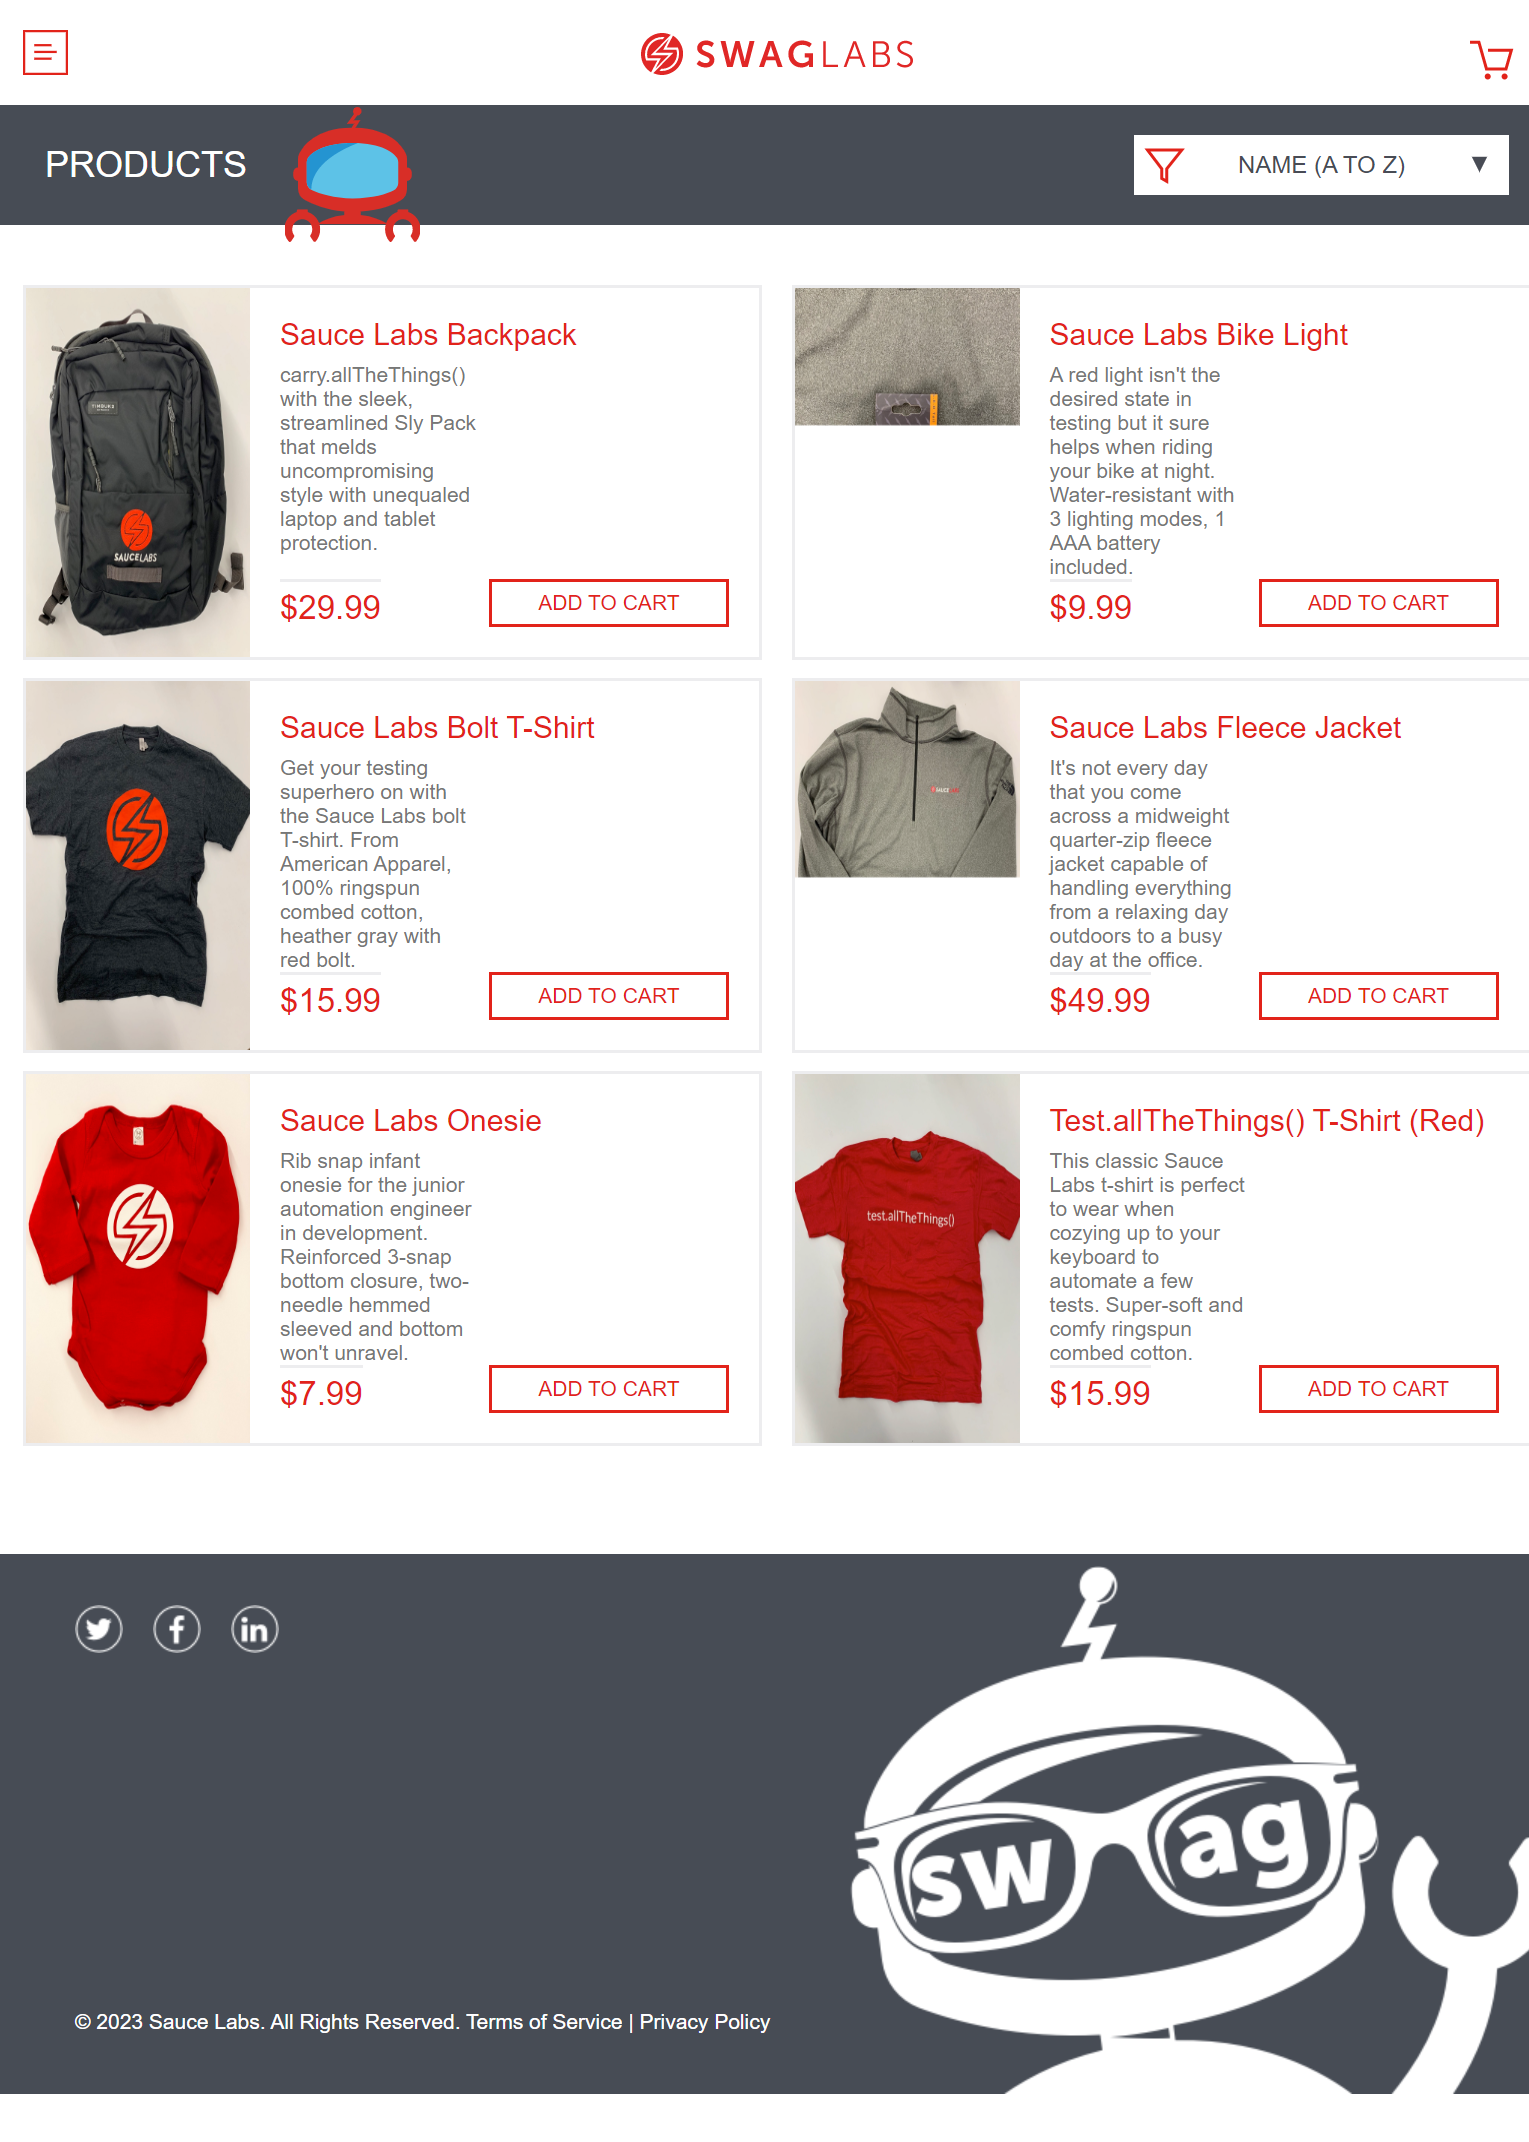 SWAGLABS
PRODUCTS
NAME (A TO Z)
Sauce Labs Backpack
carry.allTheThings()
with the sleek,
streamlined Sly Pack
that melds
uncompromising
style with unequaled
laptop and tablet
protection.
$29.99
ADD TO CART
TIMBUK2
SAUCELABS
Sauce Labs Bike Light
A red light isn't the
desired state in
testing but it sure
helps when riding
your bike at night.
Water-resistant with
3 lighting modes, 1
AAA battery
included.
$9.99
ADD TO CART
Sauce Labs Bolt T-Shirt
Get your testing
superhero on with
the Sauce Labs bolt
T-shirt. From
American Apparel,
100% ringspun
combed cotton,
heather gray with
red bolt.
$15.99
ADD TO CART
Sauce Labs Fleece Jacket
It's not every day
that you come
across a midweight
quarter-zip fleece
jacket capable of
handling everything
from a relaxing day
outdoors to a busy
day at the office.
$49.99
ADD TO CART
SAUCELABS
Sauce Labs Onesie
Rib snap infant
onesie for the junior
automation engineer
in development.
Reinforced 3-snap
bottom closure, two-
needle hemmed
sleeved and bottom
won't unravel.
$7.99
ADD TO CART
Test.allTheThings() T-Shirt (Red)
This classic Sauce
Labs t-shirt is perfect
to wear when
cozying up to your
keyboard to
automate a few
tests. Super-soft and
comfy ringspun
combed cotton.
$15.99
ADD TO CART
test.allTheThings()
swag
© 2023 Sauce Labs. All Rights Reserved. Terms of Service | Privacy Policy